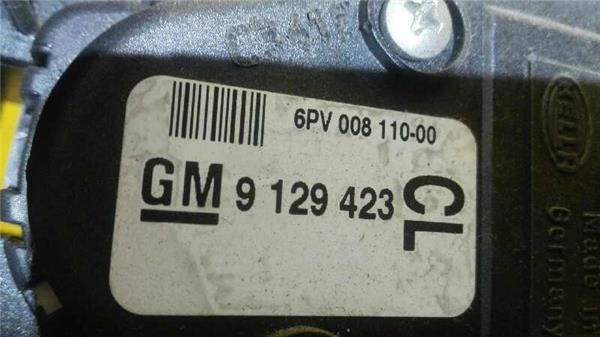 6PV 008 110-00
GM 9 129 423 CL
HELLA
Made in
Germany